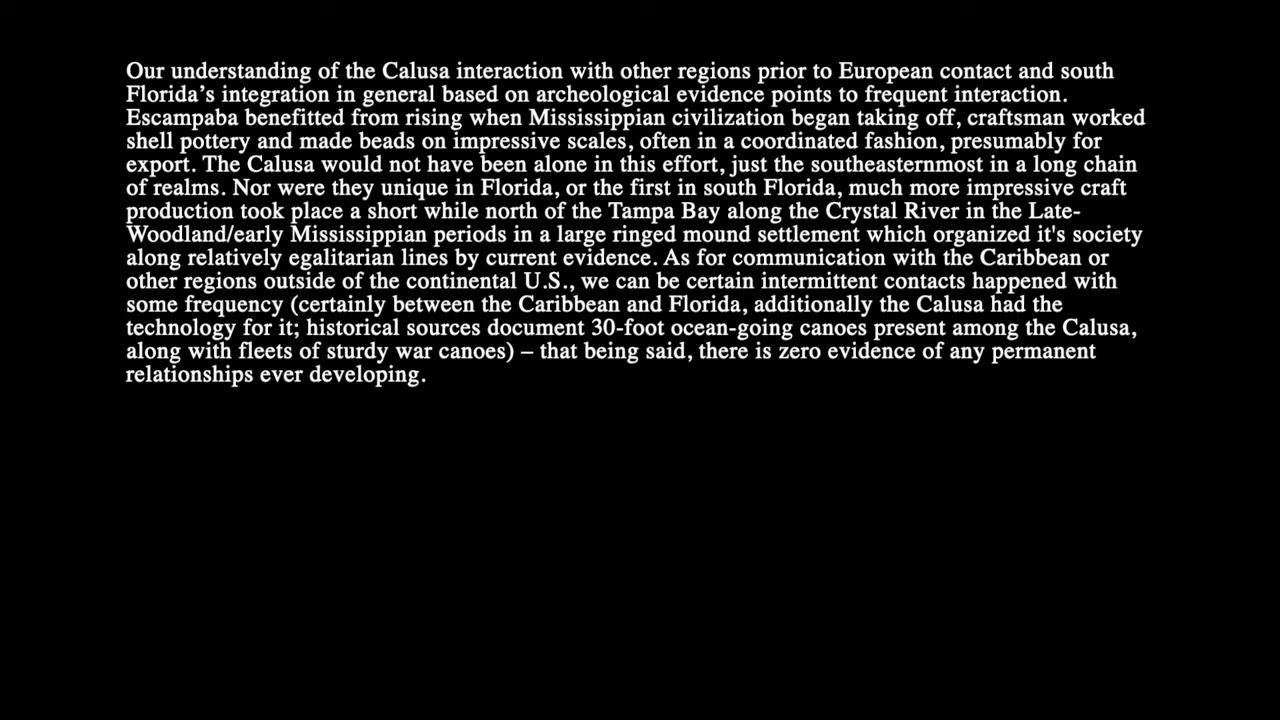 Our understanding of the Calusa interaction with other regions prior to European contact and south
Florida’s integration in general based on archeological evidence points to frequent interaction.
Escampaba benefitted from rising when Mississippian civilization began taking off, craftsman worked
shell pottery and made beads on impressive scales, often in a coordinated fashion, presumably for
export. The Calusa would not have been alone in this effort, just the southeasternmost in a long chain
of realms. Nor were they unique in Florida, or the first in south Florida, much more impressive craft
production took place a short while north of the Tampa Bay along the Crystal River in the Late-
Woodland/early Mississippian periods in a large ringed mound settlement which organized it's society
along relatively egalitarian lines by current evidence. As for communication with the Caribbean or
other regions outside of the continental U.S., we can be certain intermittent contacts happened with
some frequency (certainly between the Caribbean and Florida, additionally the Calusa had the
technology for it; historical sources document 30-foot ocean-going canoes present among the Calusa,
along with fleets of sturdy war canoes) – that being said, there is zero evidence of any permanent
relationships ever developing.